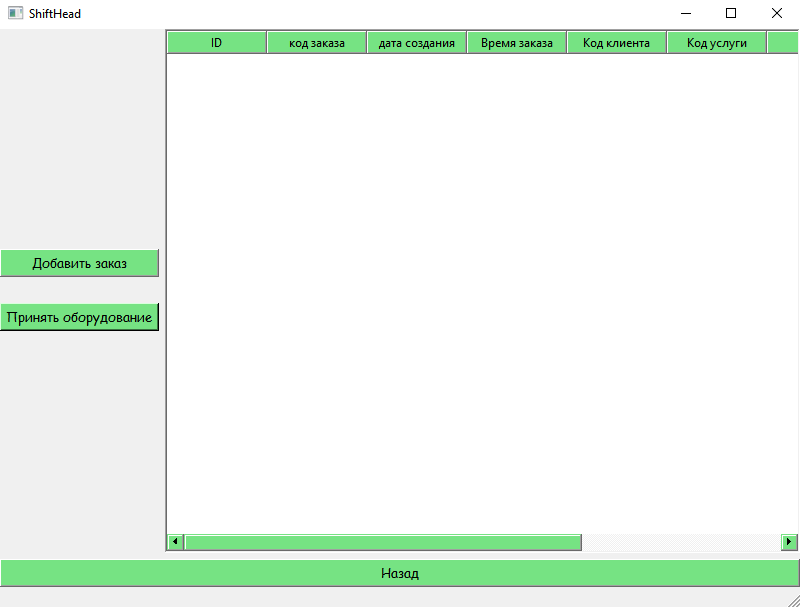 ShiftHead
ID код заказа дата создания Время заказа Код клиента Код услуги
Добавить заказ
Принять оборудование
Назад